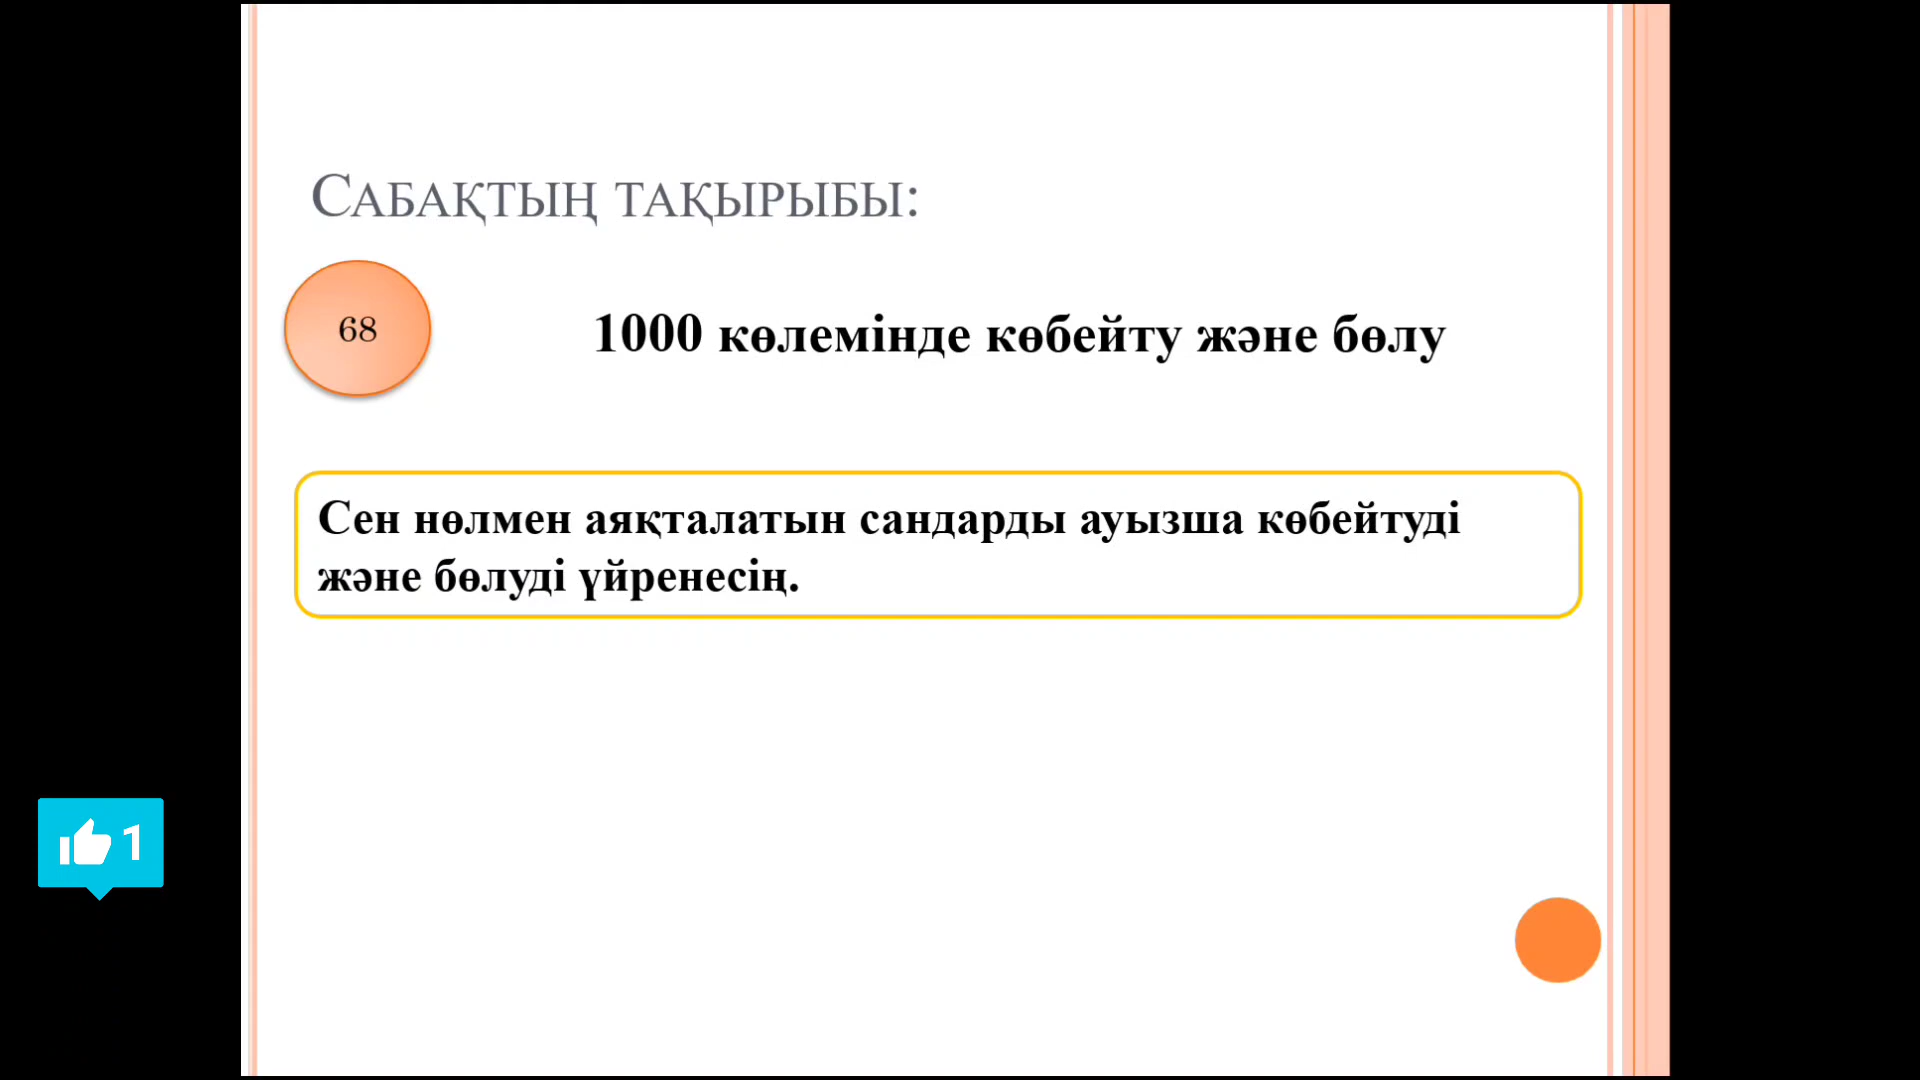 Сабақтың тақырыбы:
68
1000 көлемінде көбейту және бөлу
Сен нөлмен аяқталатын сандарды ауызша көбейтуді
және бөлуді үйренесің.
1